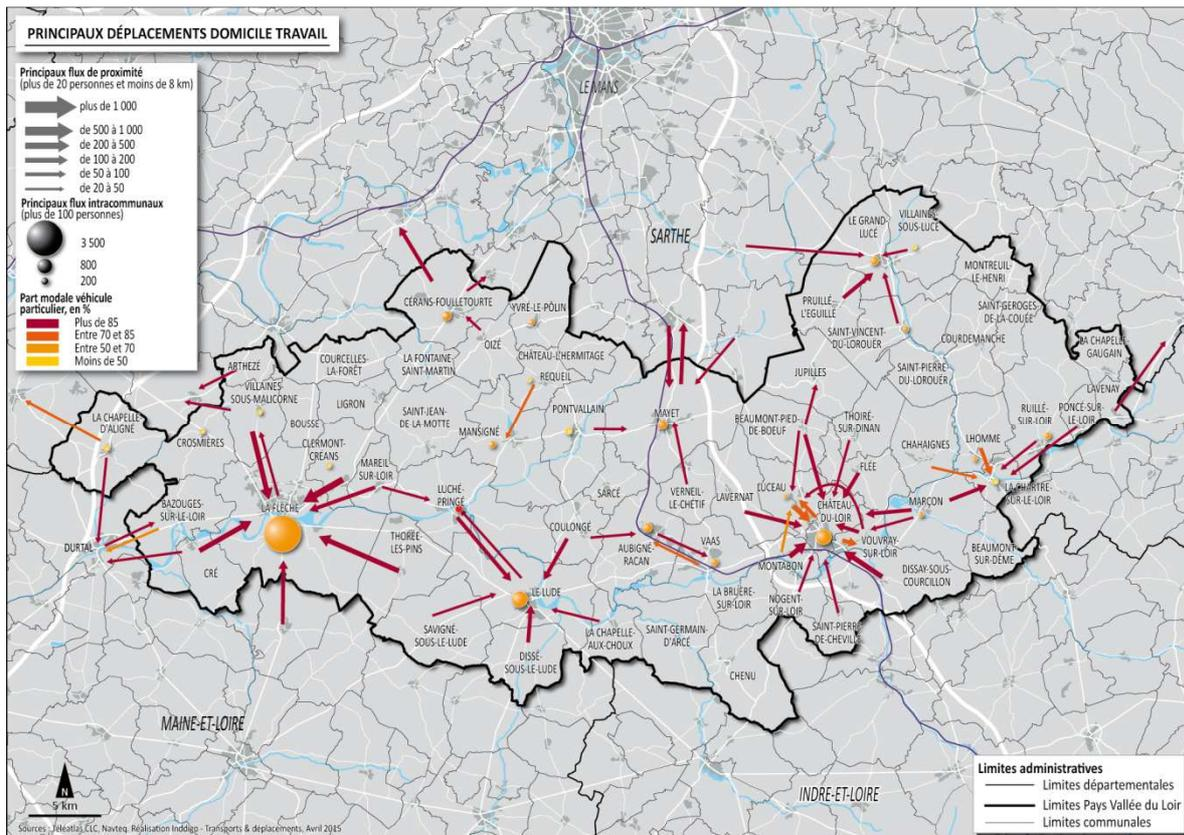 PRINCIPAUX DÉPLACEMENTS DOMICILE TRAVAIL
Principaux flux de proximité
(plus de 20 personnes et moins de 8 km)
plus de 1 000
de 500 à 1 000
de 200 à 500
de 100 à 200
de 50 à 100
de 20 à 50
Principaux flux intracommunaux
(plus de 100 personnes)
3 500
800
200
Part modale véhicule
particulier, en %
Plus de 85
Entre 70 et 85
Entre 50 et 70
Moins de 50
LE MANS
SARTHE
LE GRAND-
LUCÉ
VILLAINES-
SOUS-LUCÉ
MONTREUIL-
LE-HENRI
PRUILLÉ-
L'EGUILLÉ
SAINT-GEROGES-
DE-LA-COUÉE
SAINT-VINCENT
DU-LOROUËR
COURDEMANCHE
SAINT-PIERRE
DU-LOROUËR
LA CHAPELLE-
GAUGAIN
LAVENAY
CÉRANS-FOULLETOURTE
YVRÉ-LE-PÔLIN
OIZÉ
CHÂTEAU-L'HERMITAGE
LA FONTAINE
SAINT-MARTIN
COURCELLES-
LA-FORÊT
ARTHEZÉ
VILLAINES
SOUS-MALICORNE
LIGRON
REQUEIL
JUPILLES
BOUSSE
SAINT-JEAN-
DE-LA-MOTTE
MANSIGNÉ
PONTVALLAIN
MAYET
BEAUMONT-PIED-
DE-BOEUF
THOIRÉ-
SUR-DINAN
RUILLÉ-
SUR-LOIR
PONCÉ-SUR-
LE-LOIR
LA CHAPELLE-
D'ALIGNÉ
CROSMIÈRES
CLERMONT-
CRÉANS
MAREIL-
SUR-LOIR
CHAHAIGNES
LHOMME
FLÉE
LUCHÉ-
PRINGÉ
SARCÉ
VERNEIL-
LE-CHETIF
LAVERNAT
LUCEAU
LA CHARTRE-
SUR-LE-LOIR
MARÇON
CHÂTEAU-
DU-LOIR
BAZOUGES-
SUR-LE-LOIR
LA FLÈCHE
COULONGÉ
THORÉE-
LES-PINS
DURTAL
AUBIGNÉ-
RACAN
VAAS
VOUVRAY-
SUR-LOIR
BEAUMONT-
SUR-DÊME
CRÉ
MONTABON
DISSAY-SOUS-
COURCILLON
LE-LUDE
LA BRUÈRE-
SUR-LOIR
NOGENT-
SUR-LOIR
SAVIGNÉ-
SOUS-LE-LUDE
LA CHAPELLE-
AUX-CHOUX
SAINT-GERMAIN-
D'ARCÉ
SAINT-PIERRE-
DE-CHEVILLÉ
DISSÉ-
SOUS-LE-LUDE
CHENU
MAINE-ET-LOIRE
INDRE-ET-LOIRE
N
5 km
Limites administratives
Limites départementales
Limites Pays Vallée du Loir
Limites communales
Sources : Téléatlas CLC, Navteq. Réalisation Inddigo - Transports & déplacements, Avril 2015